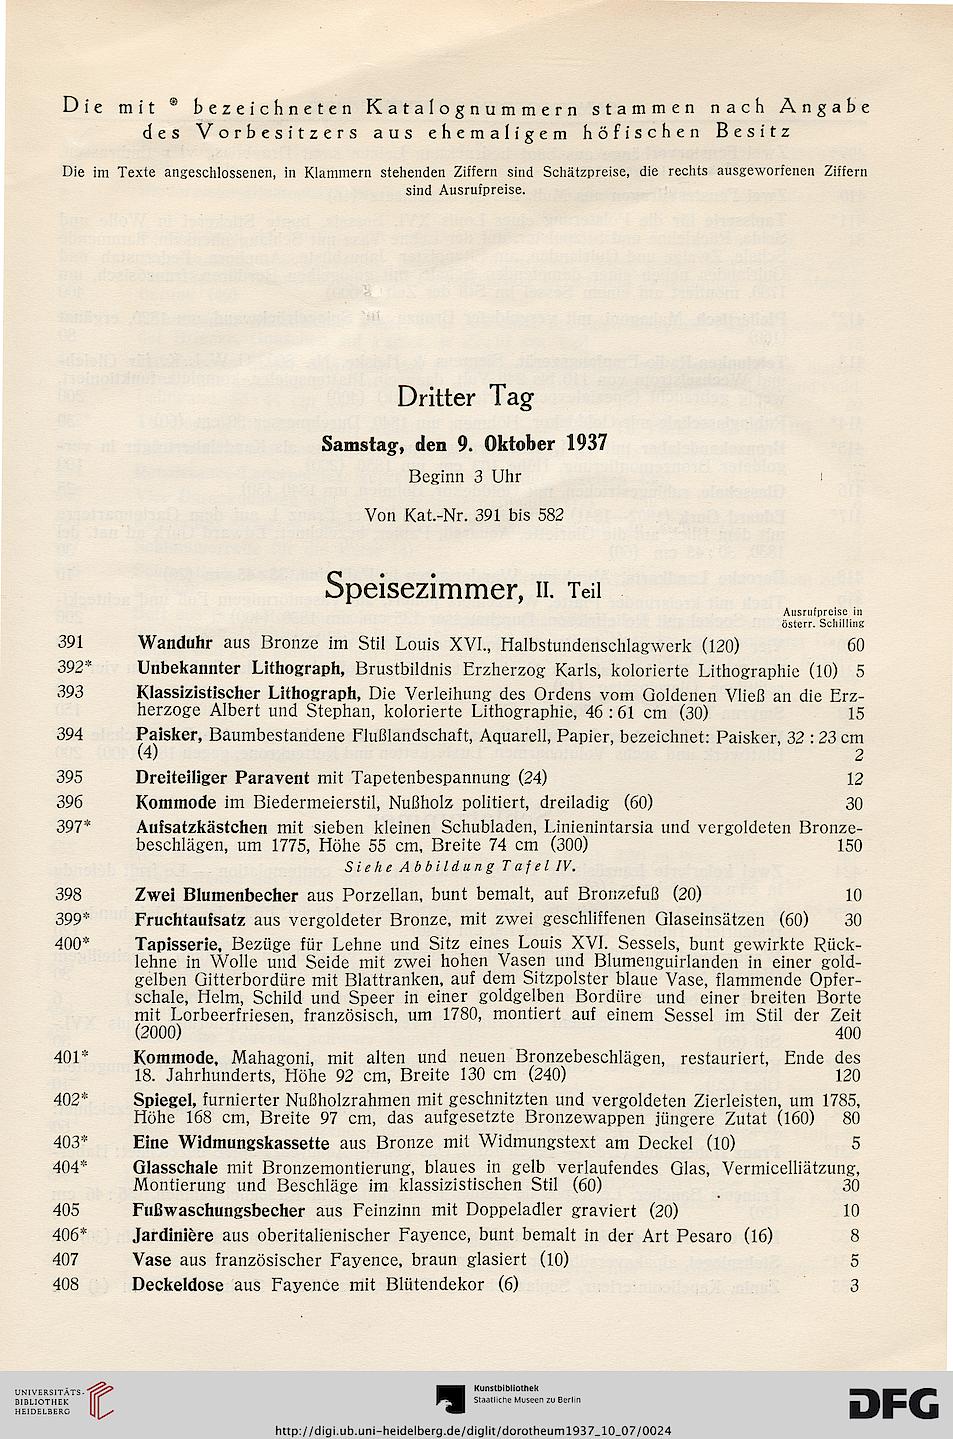 Die mit * bezeichneten Katalognummern stammen nach Angabe
des Vorbesitzers aus ehemaligem höfischen Besitz
Die im Texte angeschlossenen, in Klammern stehenden Ziffern sind Schätzpreise, die rechts ausgeworfenen Ziffern
sind Ausrufpreise.
Dritter Tag
Samstag, den 9. Oktober 1937
Beginn 3 Uhr
Von Kat.-Nr. 391 bis 582
Speisezimmer, II. Teil
Ausrufpreise in
österr. Schilling
391 Wanduhr aus Bronze im Stil Louis XVI., Halbstundenschlagwerk (120) 60
392* Unbekannter Lithograph, Brustbildnis Erzherzog Karls, kolorierte Lithographie (10) 5
393 Klassizistischer Lithograph, Die Verleihung des Ordens vom Goldenen Vließ an die Erz-
herzoge Albert und Stephan, kolorierte Lithographie, 46 : 61 cm (30) 15
394 Paisker, Baumbestandene Flußlandschaft, Aquarell, Papier, bezeichnet: Paisker, 32 : 23 cm
(4) 2
395 Dreiteiliger Paravent mit Tapetenbespannung (24) 12
396 Kommode im Biedermeierstil, Nußholz politiert, dreiladig (60) 30
397* Aufsatzkästchen mit sieben kleinen Schubladen, Linienintarsia und vergoldeten Bronze-
beschlägen, um 1775, Höhe 55 cm, Breite 74 cm (300) 150
Siehe Abbildung Tafel IV.
398 Zwei Blumenbecher aus Porzellan, bunt bemalt, auf Bronzefuß (20) 10
399* Fruchtaufsatz aus vergoldeter Bronze, mit zwei geschliffenen Glaseinsätzen (60) 30
400* Tapisserie, Bezüge für Lehne und Sitz eines Louis XVI. Sessels, bunt gewirkte Rück-
lehne in Wolle und Seide mit zwei hohen Vasen und Blumenguirlanden in einer gold-
gelben Gitterbordüre mit Blattranken, auf dem Sitzpolster blaue Vase, flammende Opfer-
schale, Helm, Schild und Speer in einer goldgelben Bordüre und einer breiten Borte
mit Lorbeerfriesen, französisch, um 1780, montiert auf einem Sessel im Stil der Zeit
(2000) 400
401* Kommode, Mahagoni, mit alten und neuen Bronzebeschlägen, restauriert, Ende des
18. Jahrhunderts, Höhe 92 cm, Breite 130 cm (240) 120
402* Spiegel, furnierter Nußholzrahmen mit geschnitzten und vergoldeten Zierleisten, um 1785,
Höhe 168 cm, Breite 97 cm, das aufgesetzte Bronzewappen jüngere Zutat (160) 80
403* Eine Widmungskassette aus Bronze mit Widmungstext am Deckel (10) 5
404* Glasschale mit Bronzemontierung, blaues in gelb verlaufendes Glas, Vermicelliätzung,
Montierung und Beschläge im klassizistischen Stil (60) 30
405 Fußwaschungsbecher aus Feinzinn mit Doppeladler graviert (20) 10
406* Jardinière aus oberitalienischer Fayence, bunt bemalt in der Art Pesaro (16) 8
407 Vase aus französischer Fayence, braun glasiert (10) 5
408 Deckeldose aus Fayence mit Blütendekor (6) 3
UNIVERSITÄTS-
BIBLIOTHEK
HEIDELBERG
Kunstbibliothek
Staatliche Museen zu Berlin
DFG
http://digi.ub.uni-heidelberg.de/diglit/dorotheum1937_10_07/0024